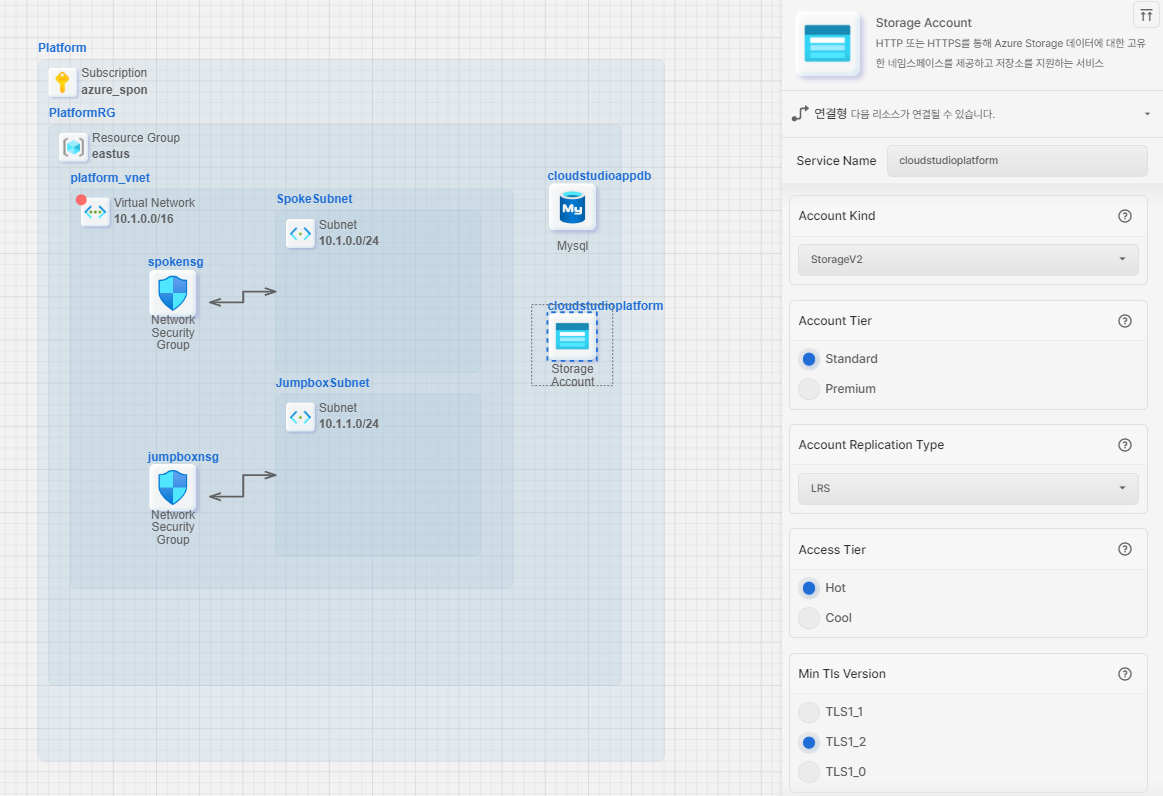 Platform
Subscription
azure_spon
PlatformRG
Resource Group
eastus
platform_vnet
Virtual Network
10.1.0.0/16
SpokeSubnet
Subnet
10.1.0.0/24
spokensg
Network
Security
Group
JumpboxSubnet
Subnet
10.1.1.0/24
jumpboxnsg
Network
Security
Group
cloudstudioappdb
My
Mysql
cloudstudioplatform
Storage
Account
Storage Account
HTTP 또는 HTTPS를 통해 Azure Storage 데이터에 대한 고유
한 네임스페이스를 제공하고 저장소를 지원하는 서비스
연결형 다음 리소스가 연결될 수 있습니다.
Service Name cloudstudioplatform
Account Kind
StorageV2
Account Tier
Standard
Premium
Account Replication Type
LRS
Access Tier
Hot
Cool
Min Tls Version
TLS1_1
TLS1_2
TLS1_0